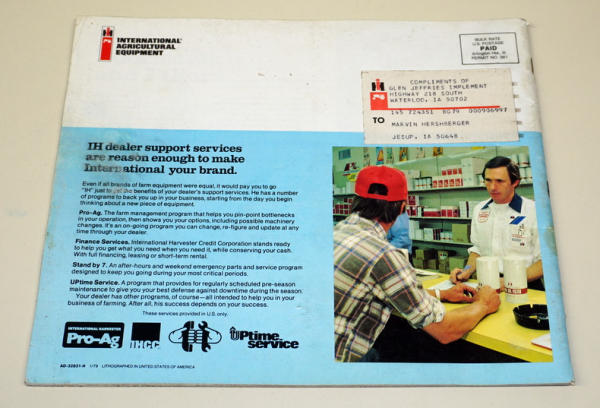 INTERNATIONAL
AGRICULTURAL
EQUIPMENT
BULK RATE
U.S. POSTAGE
PAID
Arlington Hts., Ill.
PERMIT NO. 361
COMPLIMENTS OF
GLEN JEFFRIES IMPLEMENT
HIGHWAY 218 SOUTH
WATERLOO, IA 50702
145 724351 8079 000906997
TO
MARVIN HERSHBERGER
JESUP, IA 50648
IH dealer support services
are reason enough to make
International your brand.
Even if all brands of farm equipment were equal, it would pay you to go
"IH" just to get the benefits of your dealer's support services. He has a number
of programs to back you up in your business, starting from the day you begin
thinking about a new piece of equipment.
Pro-Ag. The farm management program that helps you pin-point bottlenecks
in your operation, then shows you your options, including possible machinery
changes. It's an on-going program you can change, re-figure and update at any
time through your dealer.
Finance Services. International Harvester Credit Corporation stands ready
to help you get what you need when you need it, while conserving your cash.
With full financing, leasing or short-term rental.
Stand by 7. An after-hours and weekend emergency parts and service program
designed to keep you going during your most critical periods.
UPtime Service. A program that provides for regularly scheduled pre-season
maintenance to give you your best defense against downtime during the season.
Your dealer has other programs, of course—all intended to help you in your
business of farming. After all, his success depends on your success.
These services provided in U.S. only.
INTERNATIONAL HARVESTER
Pro-Ag
IHCC
UPtime
service
AD-32931-R 1/79 LITHOGRAPHED IN UNITED STATES OF AMERICA